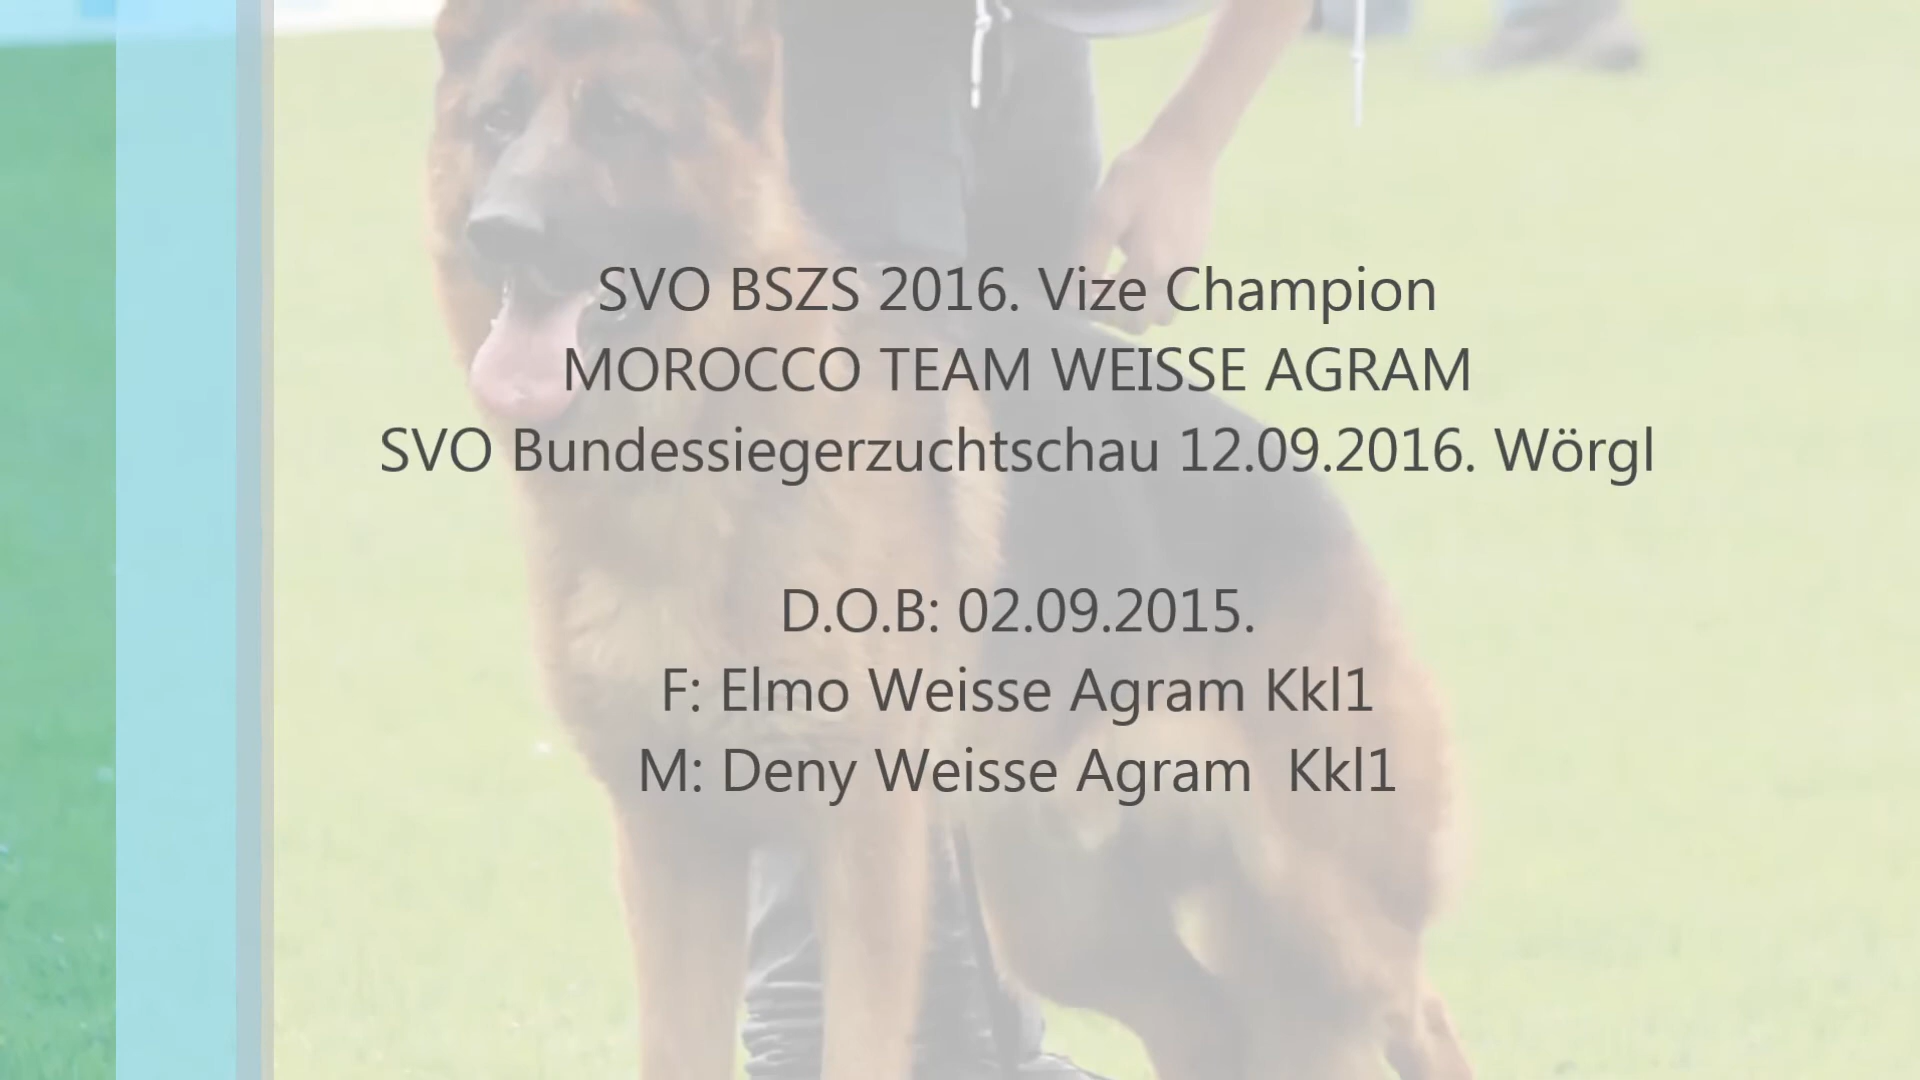 SVO BSZS 2016. Vize Champion
MOROCCO TEAM WEISSE AGRAM
SVO Bundessiegerzuchtschau 12.09.2016. Wörgl
D.O.B: 02.09.2015.
F: Elmo Weisse Agram Kkl1
M: Deny Weisse Agram  Kkl1